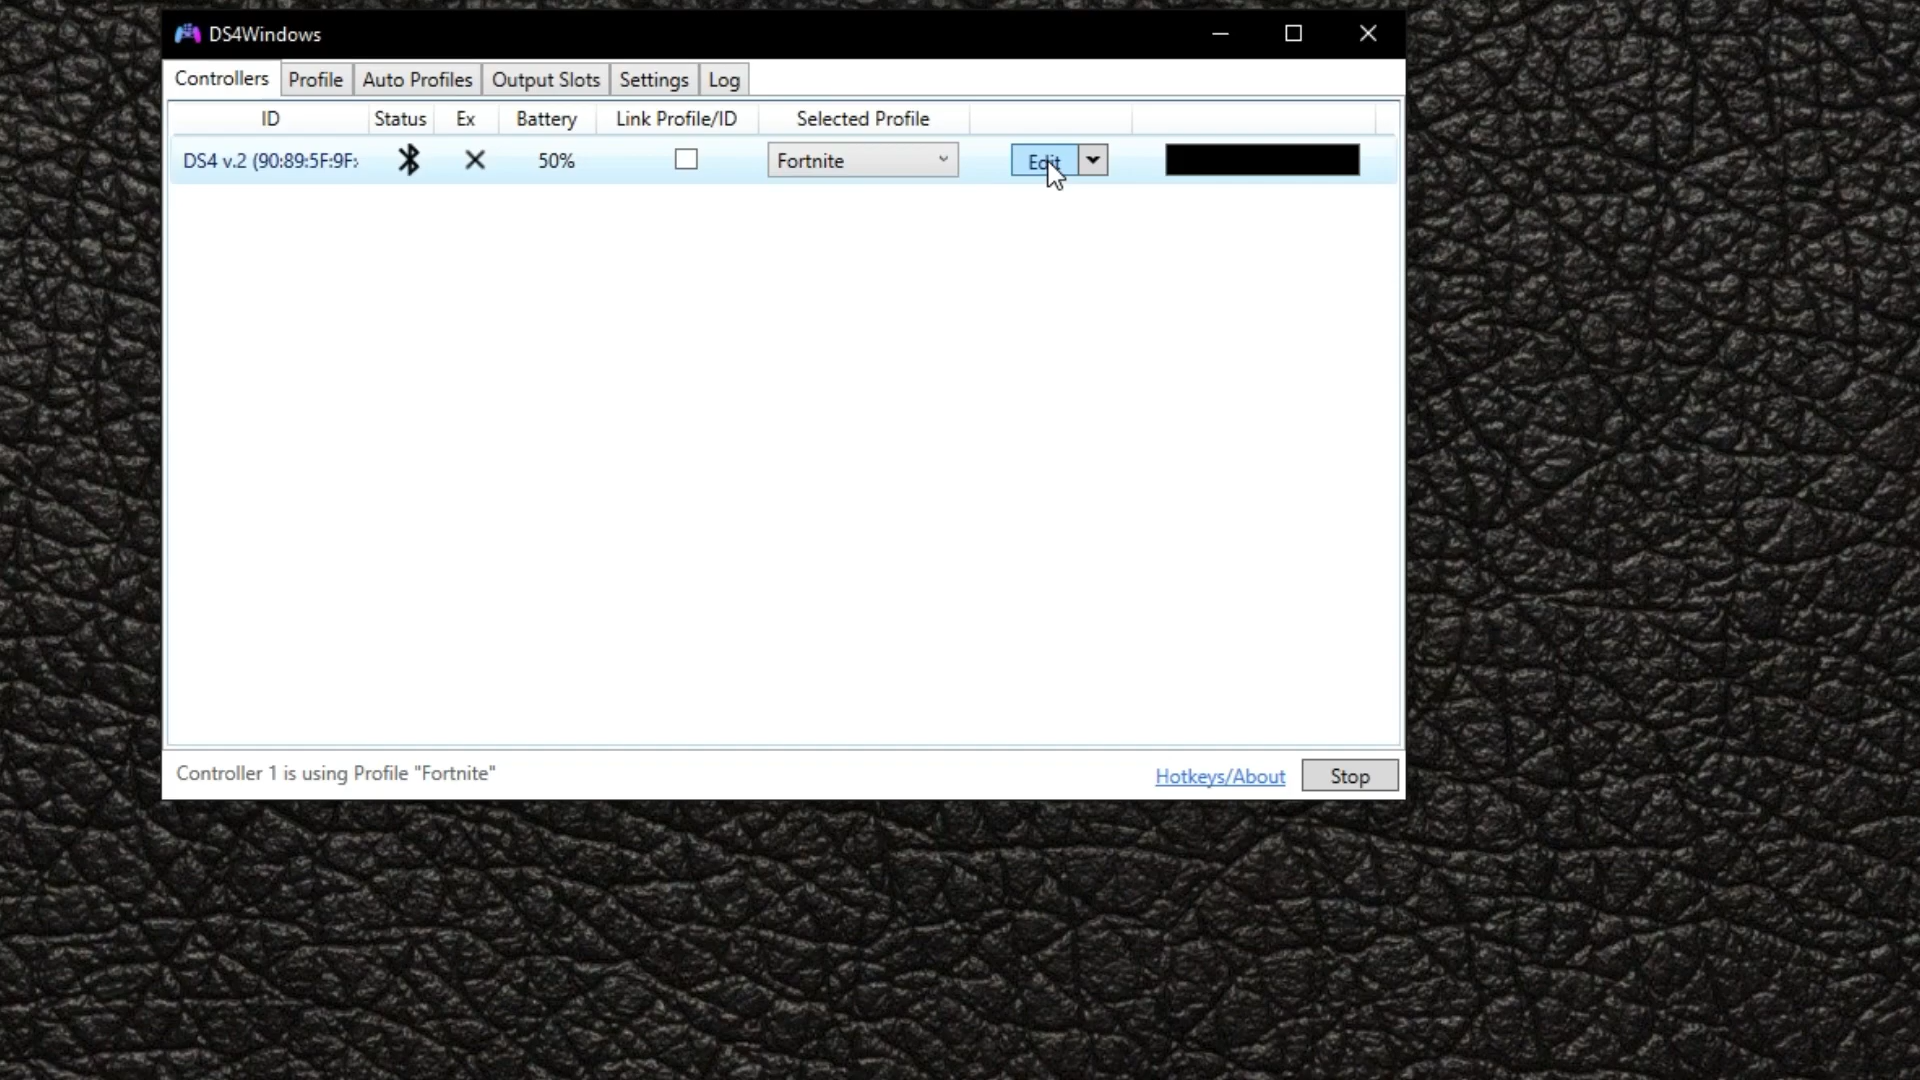 DS4Windows
Controllers Profile Auto Profiles Output Slots Settings Log
ID Status Ex Battery Link Profile/ID Selected Profile
DS4 v.2 (90:89:5F:9F: 50% Fortnite Edit
Controller 1 is using Profile "Fortnite" Hotkeys/About Stop